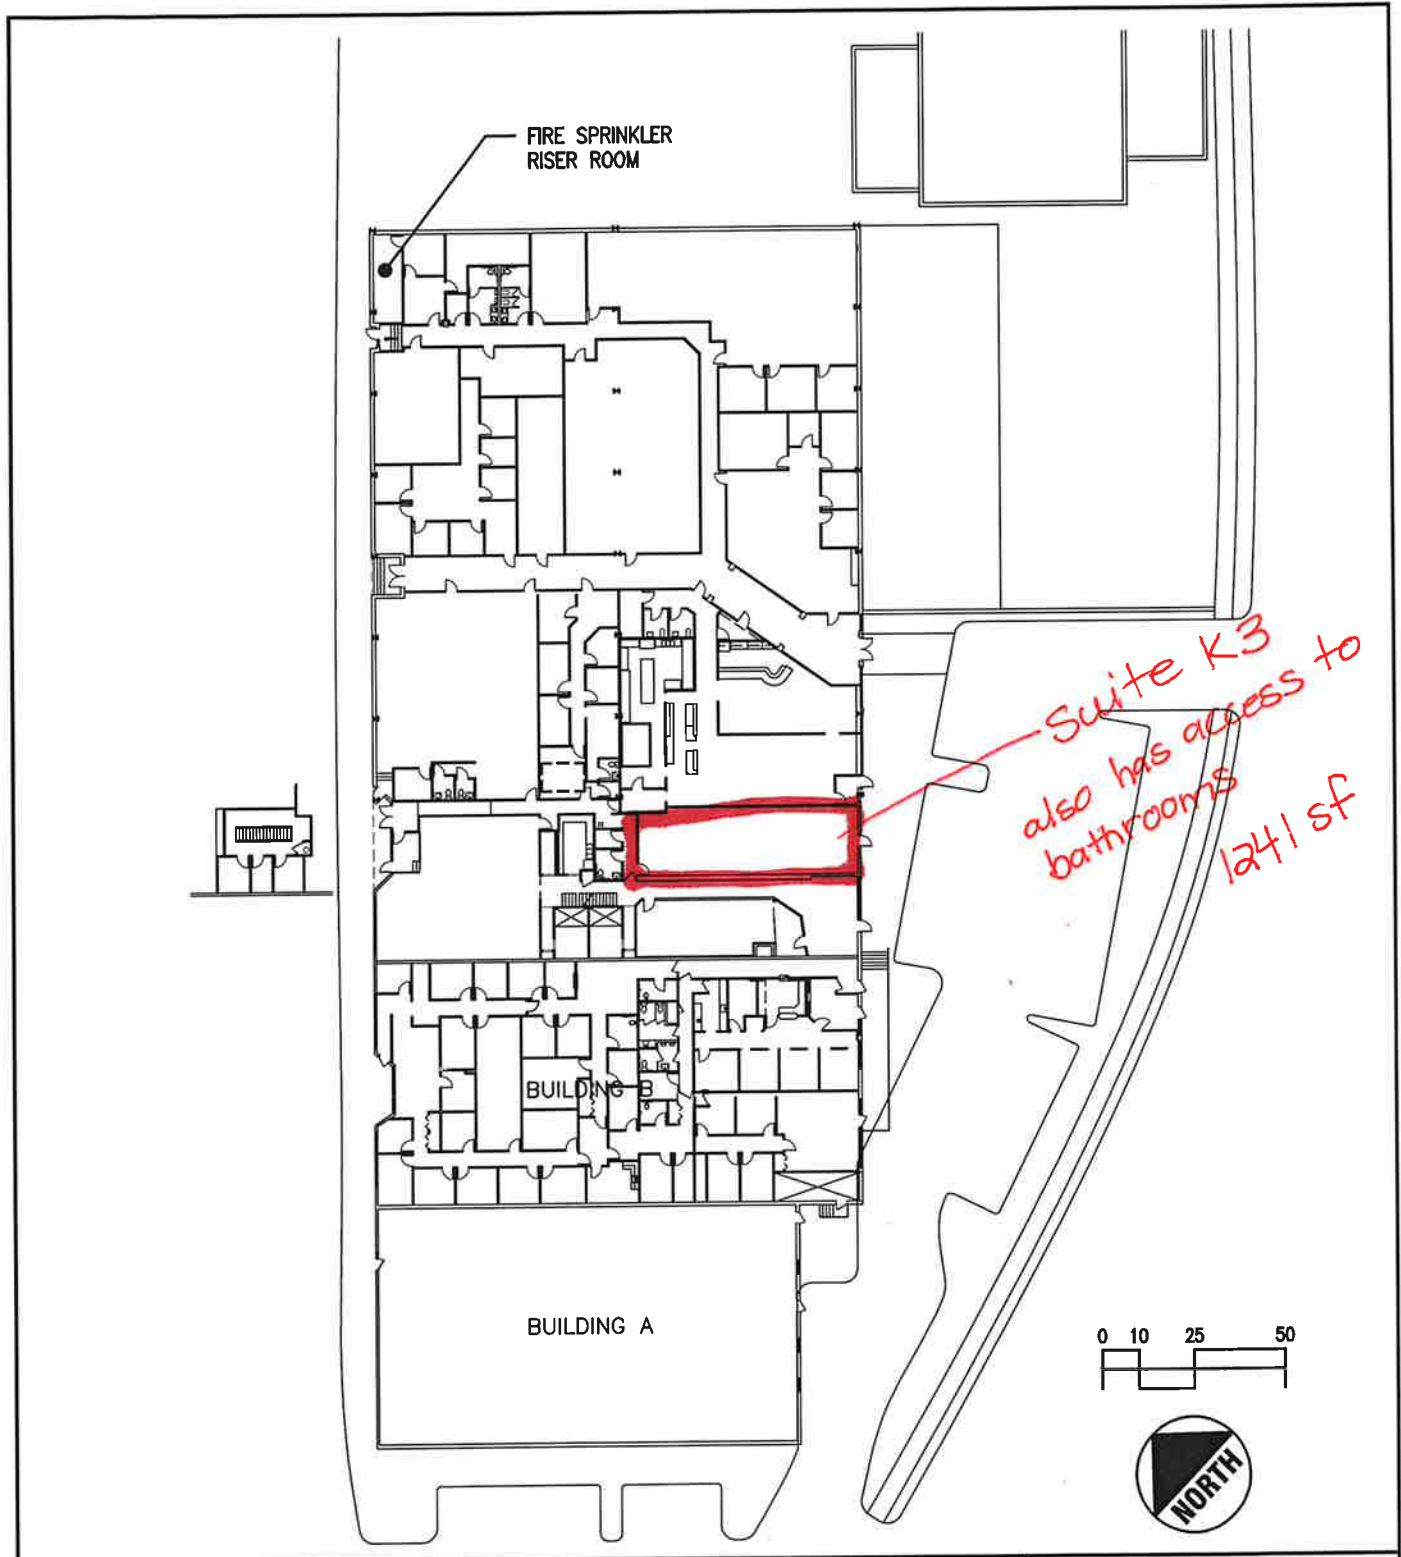 FIRE SPRINKLER
RISER ROOM
Suite K3
also has access to
bathrooms
1241 sf
BUILDING B
BUILDING A
0 10 25 50
NORTH